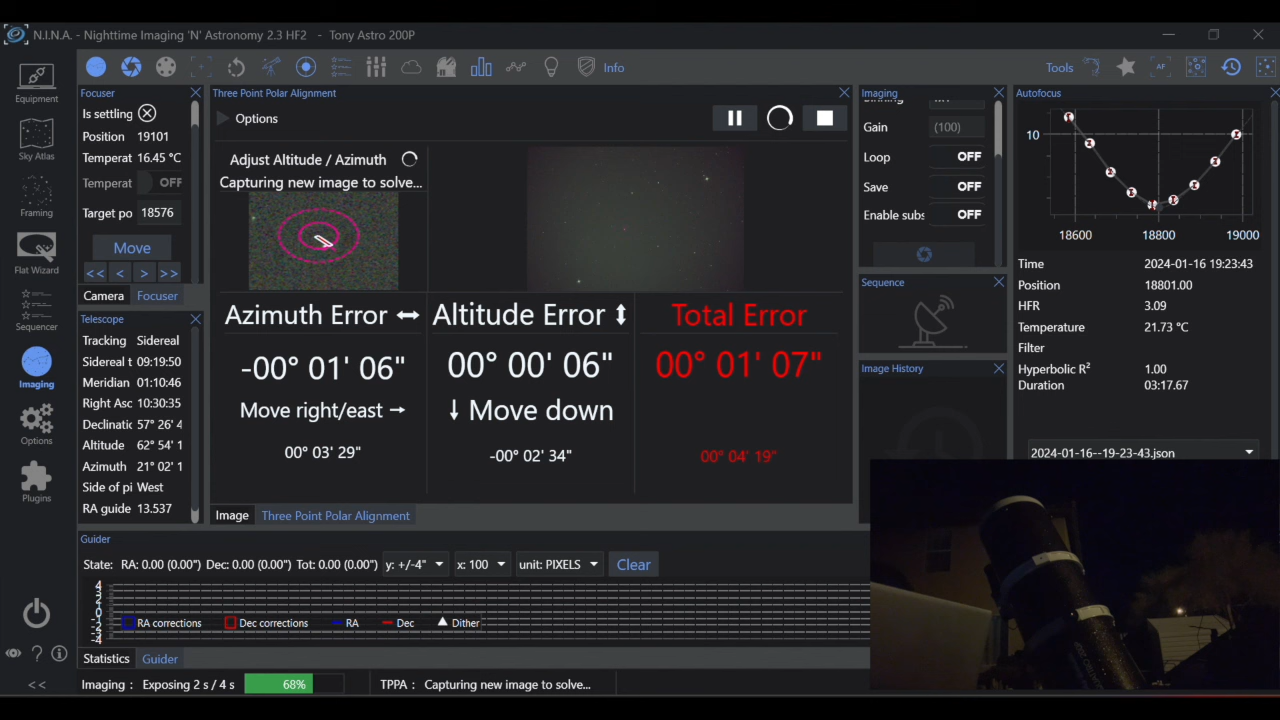 N.I.N.A. - Nighttime Imaging 'N' Astronomy 2.3 HF2 - Tony Astro 200P
Info
Tools
AF
Equipment
Sky Atlas
Framing
Flat Wizard
Sequencer
Imaging
Options
Plugins
<<
Focuser
Is settling
Position 19101
Temperat 16.45 °C
Temperat OFF
Target po 18576
Move
<< < > >>
Camera Focuser
Telescope
Tracking Sidereal
Sidereal t 09:19:50
Meridian 01:10:46
Right Asc 10:30:35
Declinatic 57° 26' 4
Altitude 62° 54' 1
Azimuth 21° 02' 1
Side of pi West
RA guide 13.537
Three Point Polar Alignment
Options
Adjust Altitude / Azimuth
Capturing new image to solve...
Azimuth Error ↔
-00° 01' 06"
Move right/east →
00° 03' 29"
Altitude Error ↕
00° 00' 06"
↓ Move down
-00° 02' 34"
Total Error
00° 01' 07"
00° 04' 19"
Image Three Point Polar Alignment
Imaging
Gain (100)
Loop OFF
Save OFF
Enable subs OFF
Sequence
Image History
Autofocus
10
18600 18800 19000
Time 2024-01-16 19:23:43
Position 18801.00
HFR 3.09
Temperature 21.73 °C
Filter
Hyperbolic R² 1.00
Duration 03:17.67
2024-01-16--19-23-43.json
Guider
State: RA: 0.00 (0.00") Dec: 0.00 (0.00") Tot: 0.00 (0.00") y: +/-4" x: 100 unit: PIXELS Clear
4
3
2
1
0
-1
-2
-3
-4
RA corrections Dec corrections RA Dec Dither
Statistics Guider
Imaging : Exposing 2 s / 4 s 68% TPPA : Capturing new image to solve...